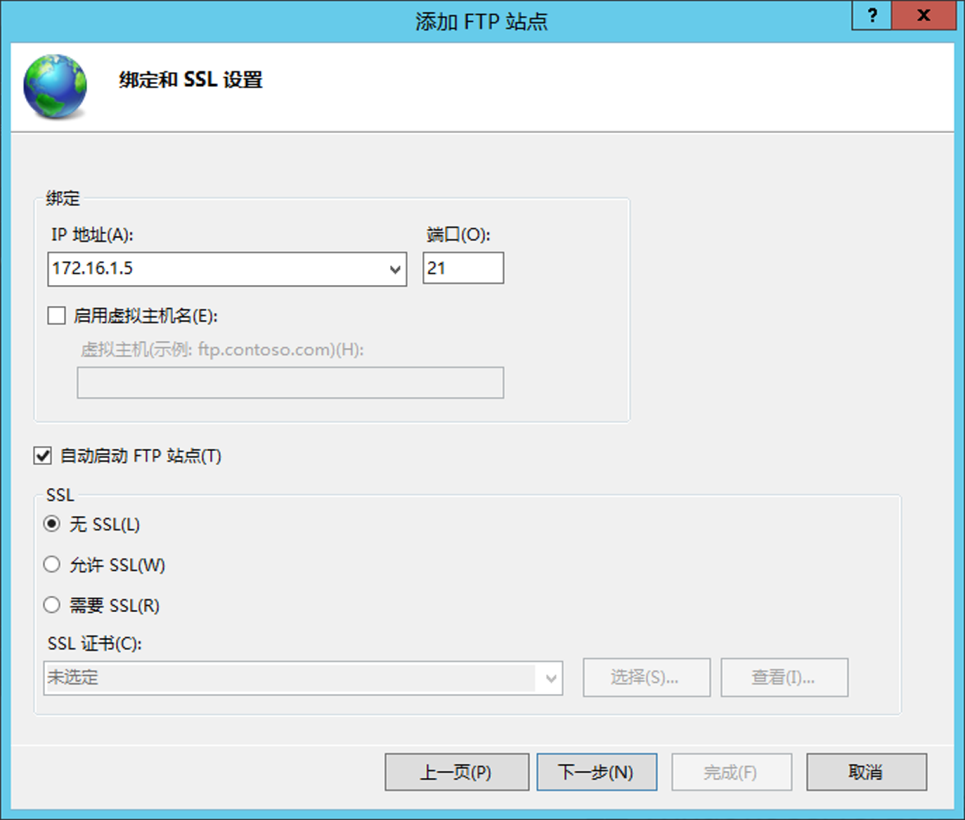 添加 FTP 站点
?
x
绑定和 SSL 设置
绑定
IP 地址(A): 端口(O):
172.16.1.5 21
启用虚拟主机名(E):
虚拟主机(示例: ftp.contoso.com)(H):
自动启动 FTP 站点(T)
SSL
无 SSL(L)
允许 SSL(W)
需要 SSL(R)
SSL 证书(C):
未选定 选择(S)... 查看(I)...
上一页(P) 下一步(N) 完成(F) 取消